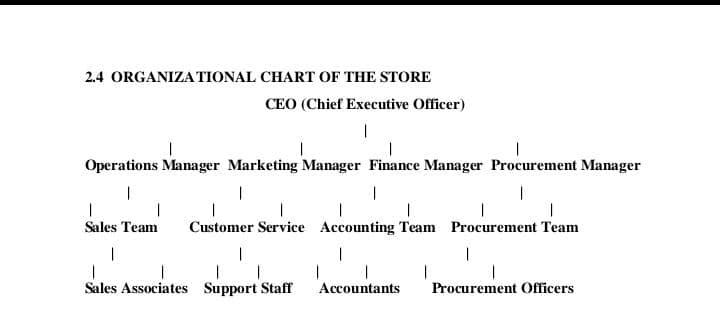 2.4 ORGANIZATIONAL CHART OF THE STORE
CEO (Chief Executive Officer)
Operations Manager Marketing Manager Finance Manager Procurement Manager
Sales Team Customer Service Accounting Team Procurement Team
Sales Associates Support Staff Accountants Procurement Officers